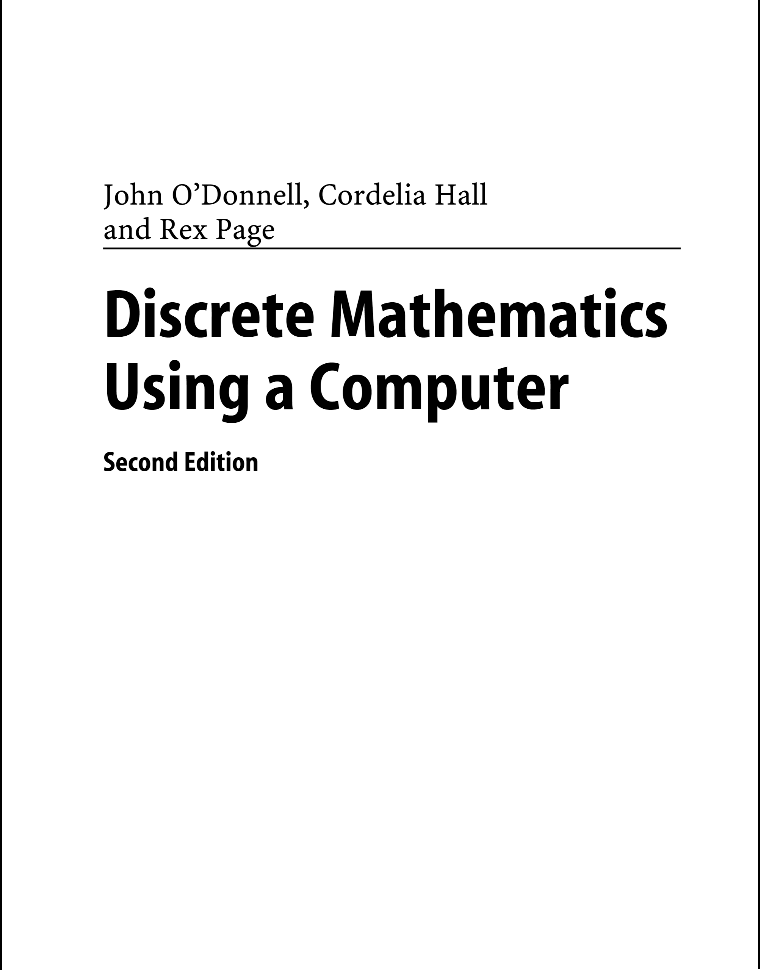 John O’Donnell, Cordelia Hall
and Rex Page
Discrete Mathematics
Using a Computer
Second Edition